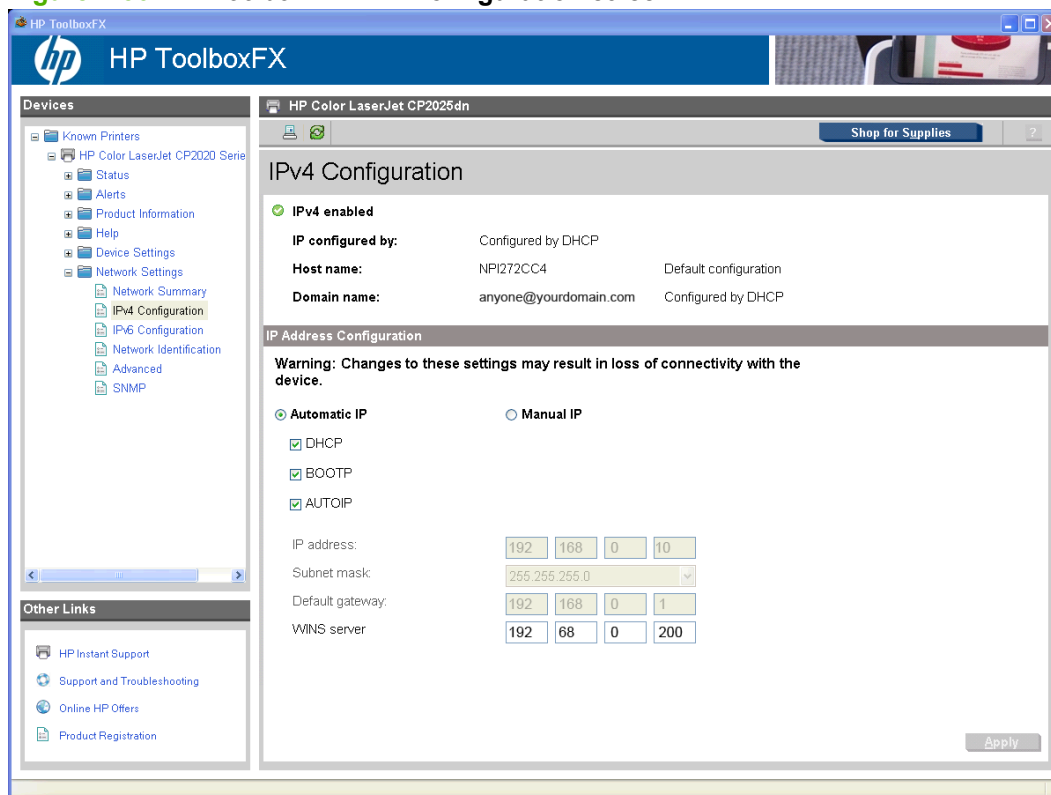 HP ToolboxFX
hp HP ToolboxFX
Devices
Known Printers
HP Color LaserJet CP2020 Serie
Status
Alerts
Product Information
Help
Device Settings
Network Settings
Network Summary
IPv4 Configuration
IPv6 Configuration
Network Identification
Advanced
SNMP
Other Links
HP Instant Support
Support and Troubleshooting
Online HP Offers
Product Registration
HP Color LaserJet CP2025dn
Shop for Supplies ?
IPv4 Configuration
IPv4 enabled
IP configured by: Configured by DHCP
Host name: NPI272CC4 Default configuration
Domain name: anyone@yourdomain.com Configured by DHCP
IP Address Configuration
Warning: Changes to these settings may result in loss of connectivity with the
device.
Automatic IP Manual IP
DHCP
BOOTP
AUTOIP
IP address: 192 168 0 10
Subnet mask: 255.255.255.0
Default gateway: 192 168 0 1
WINS server 192 68 0 200
Apply